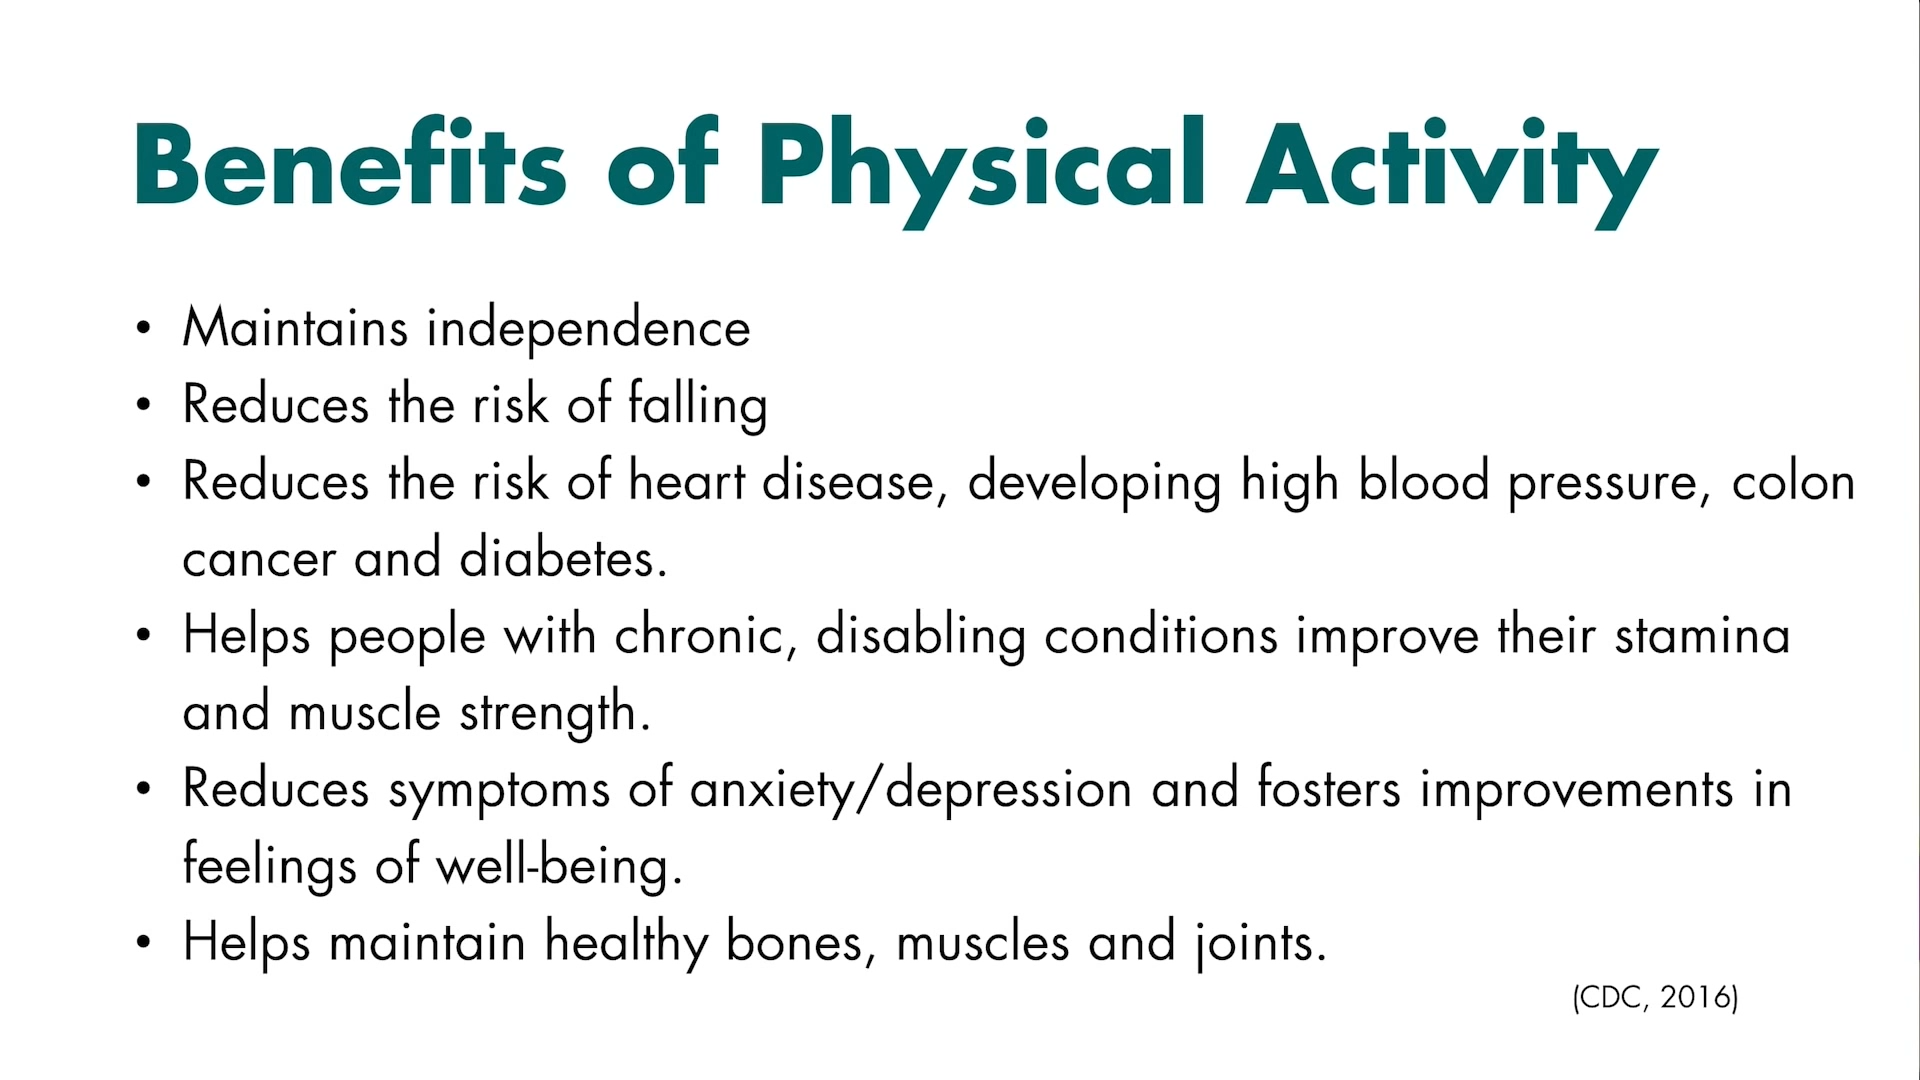 Benefits of Physical Activity
• Maintains independence
• Reduces the risk of falling
• Reduces the risk of heart disease, developing high blood pressure, colon
cancer and diabetes.
• Helps people with chronic, disabling conditions improve their stamina
and muscle strength.
• Reduces symptoms of anxiety/depression and fosters improvements in
feelings of well-being.
• Helps maintain healthy bones, muscles and joints.
(CDC, 2016)